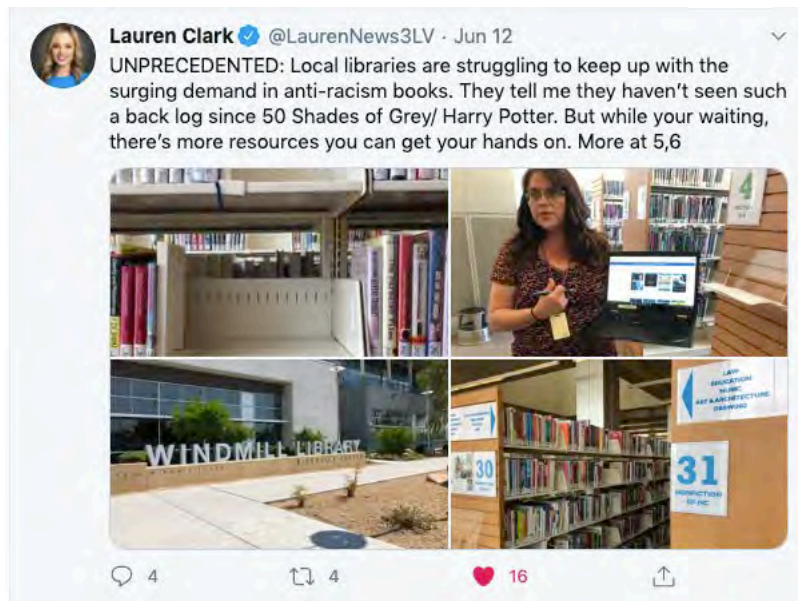 Lauren Clark @LaurenNews3LV · Jun 12
UNPRECEDENTED: Local libraries are struggling to keep up with the
surging demand in anti-racism books. They tell me they haven't seen such
a back log since 50 Shades of Grey/ Harry Potter. But while your waiting,
there's more resources you can get your hands on. More at 5,6
4
WINDMILL LIBRARY
LAW
EDUCATION
MUSIC
ART & ARCHITECTURE
DRAWING
30
31
NONFICTION
4
4
16